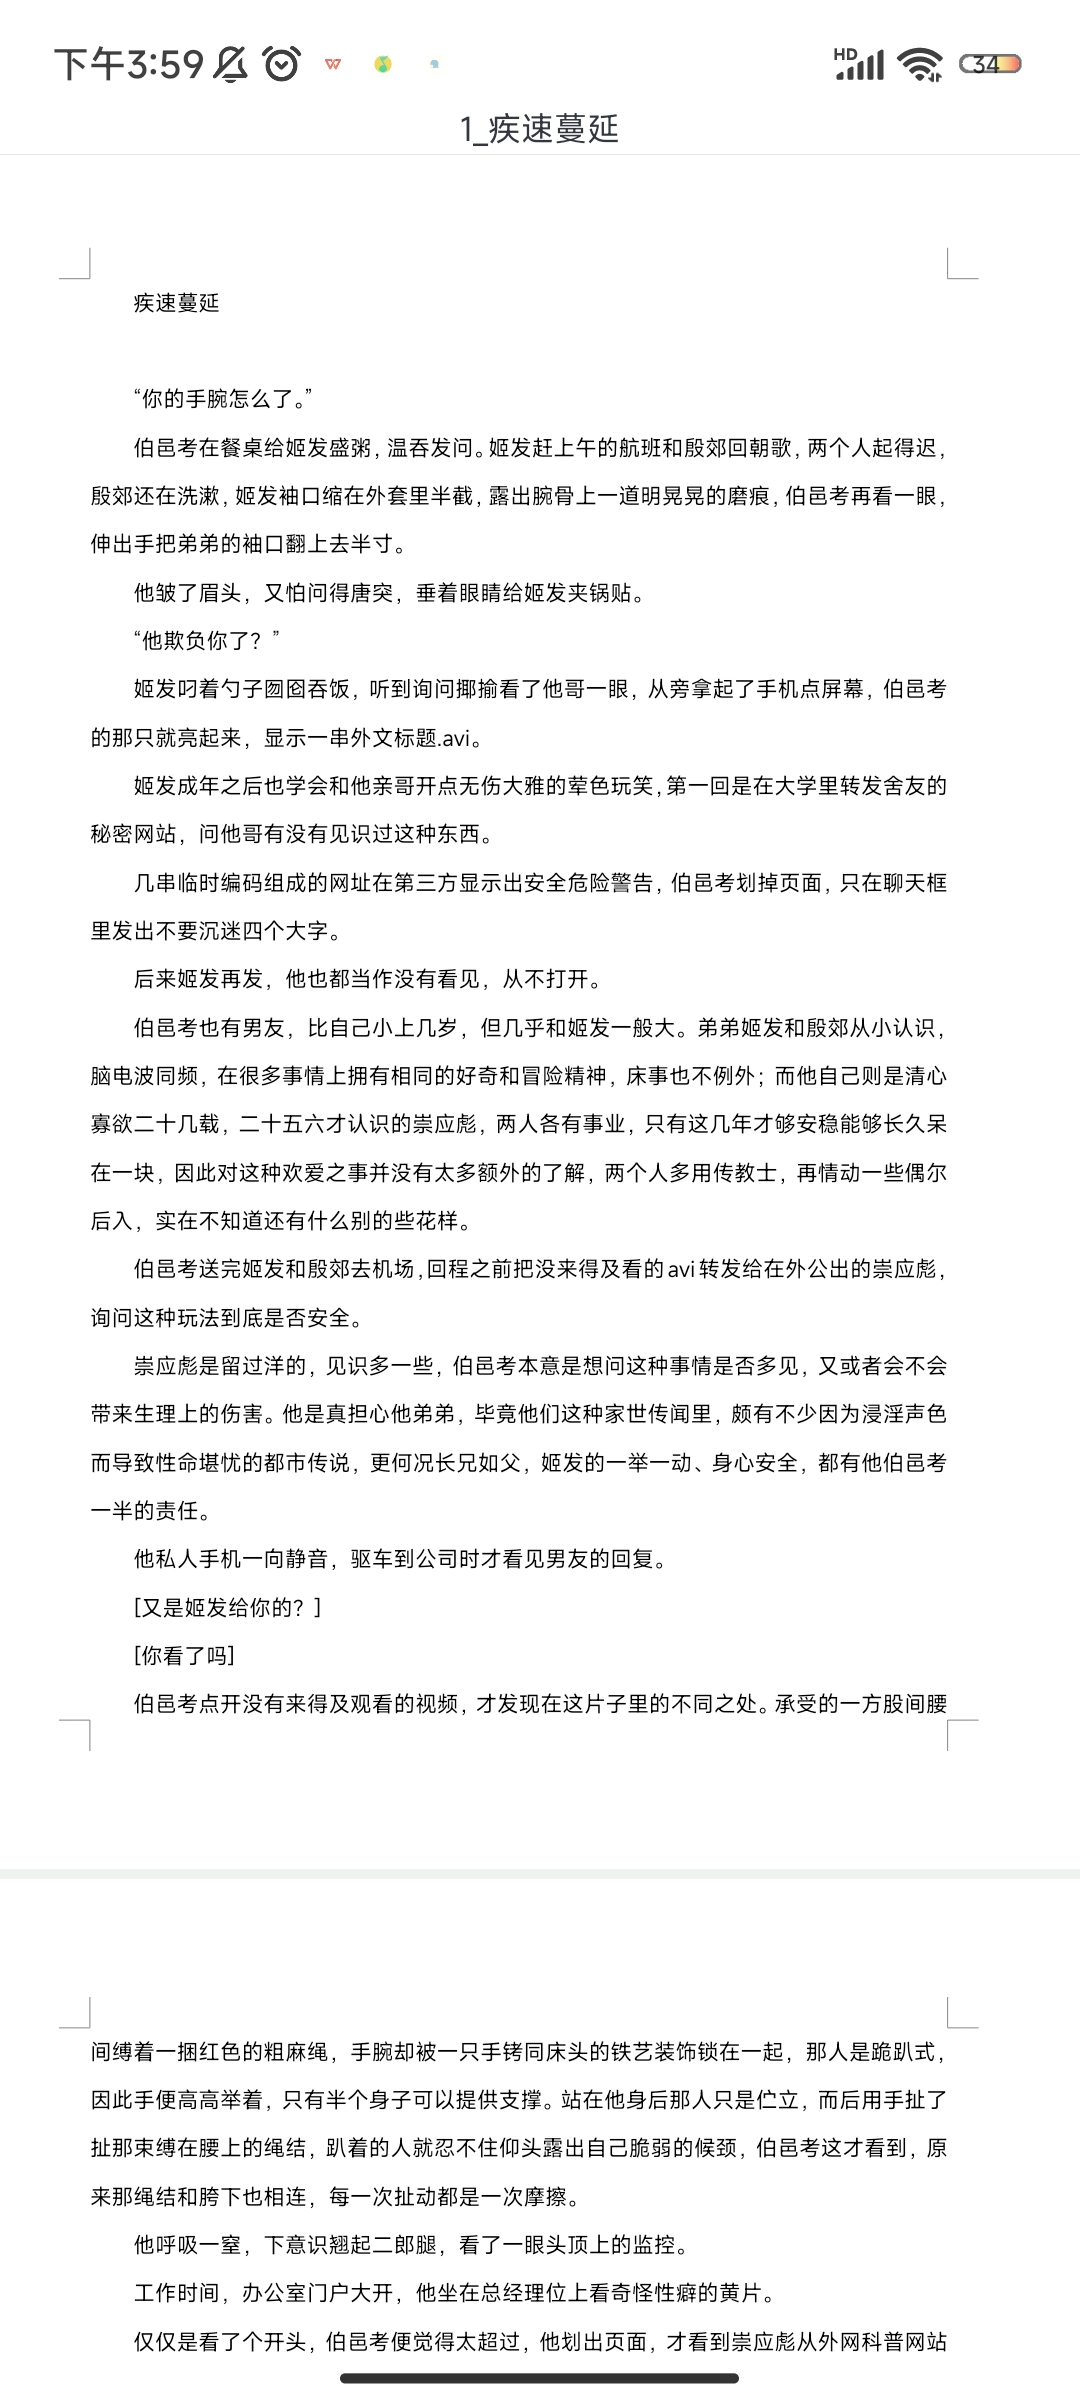 下午3:59
HD
34
1_疾速蔓延
疾速蔓延
“你的手腕怎么了。”
伯邑考在餐桌给姬发盛粥，温吞发问。姬发赶上午的航班和殷郊回朝歌，两个人起得迟，
殷郊还在洗漱，姬发袖口缩在外套里半截，露出腕骨上一道明晃晃的磨痕，伯邑考再看一眼，
伸出手把弟弟的袖口翻上去半寸。
他皱了眉头，又怕问得唐突，垂着眼睛给姬发夹锅贴。
“他欺负你了？”
姬发叼着勺子囫囵吞饭，听到询问揶揄看了他哥一眼，从旁拿起了手机点屏幕，伯邑考
的那只就亮起来，显示一串外文标题.avi。
姬发成年之后也学会和他亲哥开点无伤大雅的荤色玩笑，第一回是在大学里转发舍友的
秘密网站，问他哥有没有见识过这种东西。
几串临时编码组成的网址在第三方显示出安全危险警告，伯邑考划掉页面，只在聊天框
里发出不要沉迷四个大字。
后来姬发再发，他也都当作没有看见，从不打开。
伯邑考也有男友，比自己小上几岁，但几乎和姬发一般大。弟弟姬发和殷郊从小认识，
脑电波同频，在很多事情上拥有相同的好奇和冒险精神，床事也不例外；而他自己则是清心
寡欲二十几载，二十五六才认识的崇应彪，两人各有事业，只有这几年才够安稳能够长久呆
在一块，因此对这种欢爱之事并没有太多额外的了解，两个人多用传教士，再情动一些偶尔
后入，实在不知道还有什么别的些花样。
伯邑考送完姬发和殷郊去机场，回程之前把没来得及看的avi转发给在外公出的崇应彪，
询问这种玩法到底是否安全。
崇应彪是留过洋的，见识多一些，伯邑考本意是想问这种事情是否多见，又或者会不会
带来生理上的伤害。他是真担心他弟弟，毕竟他们这种家世传闻里，颇有不少因为浸淫声色
而导致性命堪忧的都市传说，更何况长兄如父，姬发的一举一动、身心安全，都有他伯邑考
一半的责任。
他私人手机一向静音，驱车到公司时才看见男友的回复。
[又是姬发给你的？]
[你看了吗]
伯邑考点开没有来得及观看的视频，才发现在这片子里的不同之处。承受的一方股间腰
间缚着一捆红色的粗麻绳，手腕却被一只手铐同床头的铁艺装饰锁在一起，那人是跪趴式，
因此手便高高举着，只有半个身子可以提供支撑。站在他身后那人只是伫立，而后用手扯了
扯那束缚在腰上的绳结，趴着的人就忍不住仰头露出自己脆弱的候颈，伯邑考这才看到，原
来那绳结和胯下也相连，每一次扯动都是一次摩擦。
他呼吸一窒，下意识翘起二郎腿，看了一眼头顶上的监控。
工作时间，办公室门户大开，他坐在总经理位上看奇怪性癖的黄片。
仅仅是看了个开头，伯邑考便觉得太超过，他划出页面，才看到崇应彪从外网科普网站